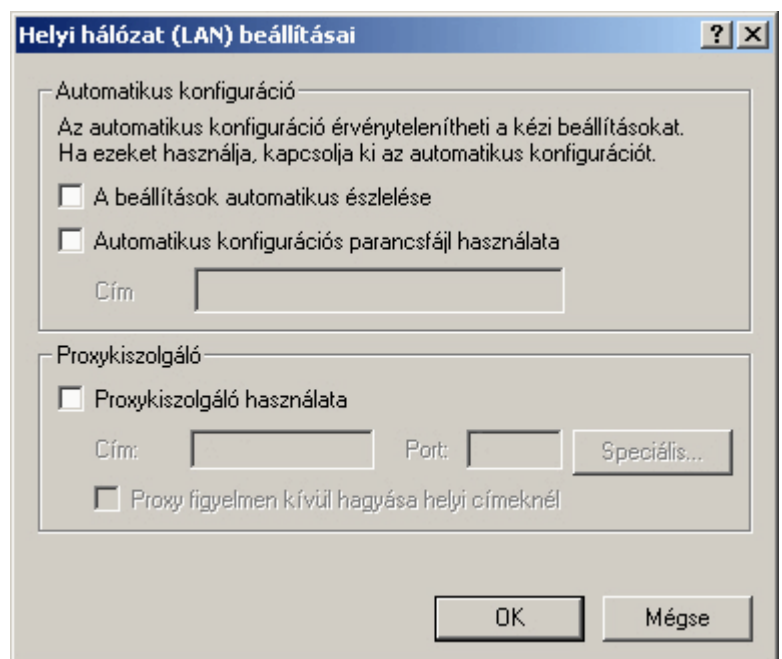 Helyi hálózat (LAN) beállításai
Automatikus konfiguráció
Az automatikus konfiguráció érvénytelenítheti a kézi beállításokat.
Ha ezeket használja, kapcsolja ki az automatikus konfigurációt.
A beállítások automatikus észlelése
Automatikus konfigurációs parancsfájl használata
Cím
Proxykiszolgáló
Proxykiszolgáló használata
Cím: Port: Speciális...
Proxy figyelmen kívül hagyása helyi címeknél
OK Mégse